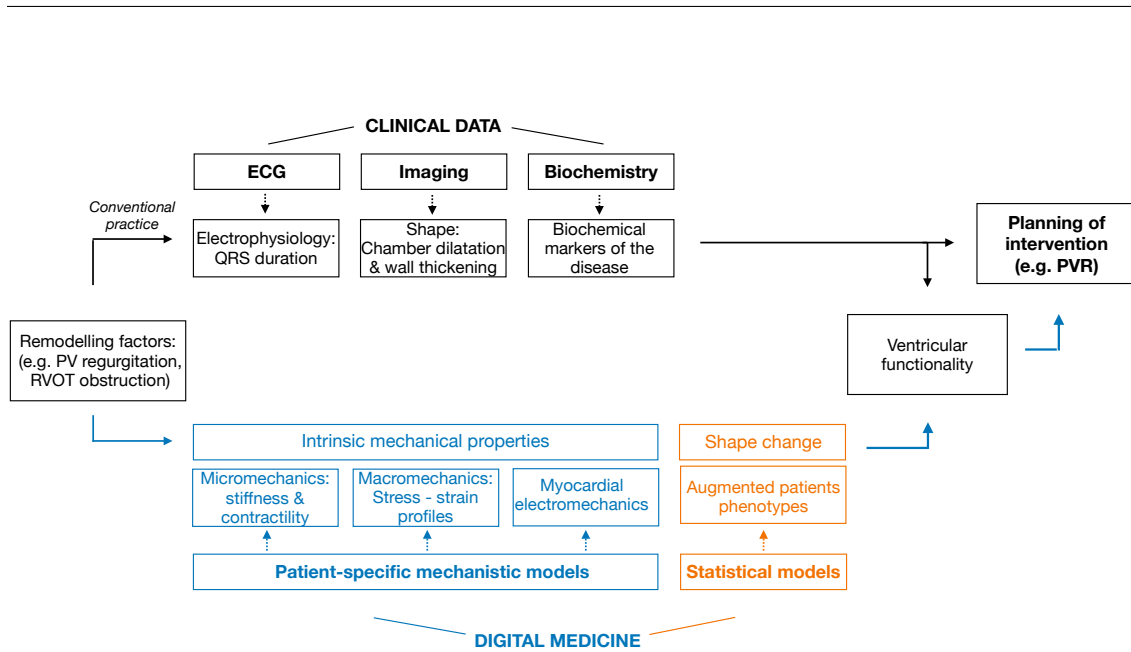 CLINICAL DATA
ECG
Imaging
Biochemistry
Conventional
practice
Electrophysiology:
QRS duration
Shape:
Chamber dilatation
& wall thickening
Biochemical
markers of the
disease
Planning of
intervention
(e.g. PVR)
Remodelling factors:
(e.g. PV regurgitation,
RVOT obstruction)
Ventricular
functionality
Intrinsic mechanical properties
Shape change
Micromechanics:
stiffness &
contractility
Macromechanics:
Stress - strain
profiles
Myocardial
electromechanics
Augmented patients
phenotypes
Patient-specific mechanistic models
Statistical models
DIGITAL MEDICINE